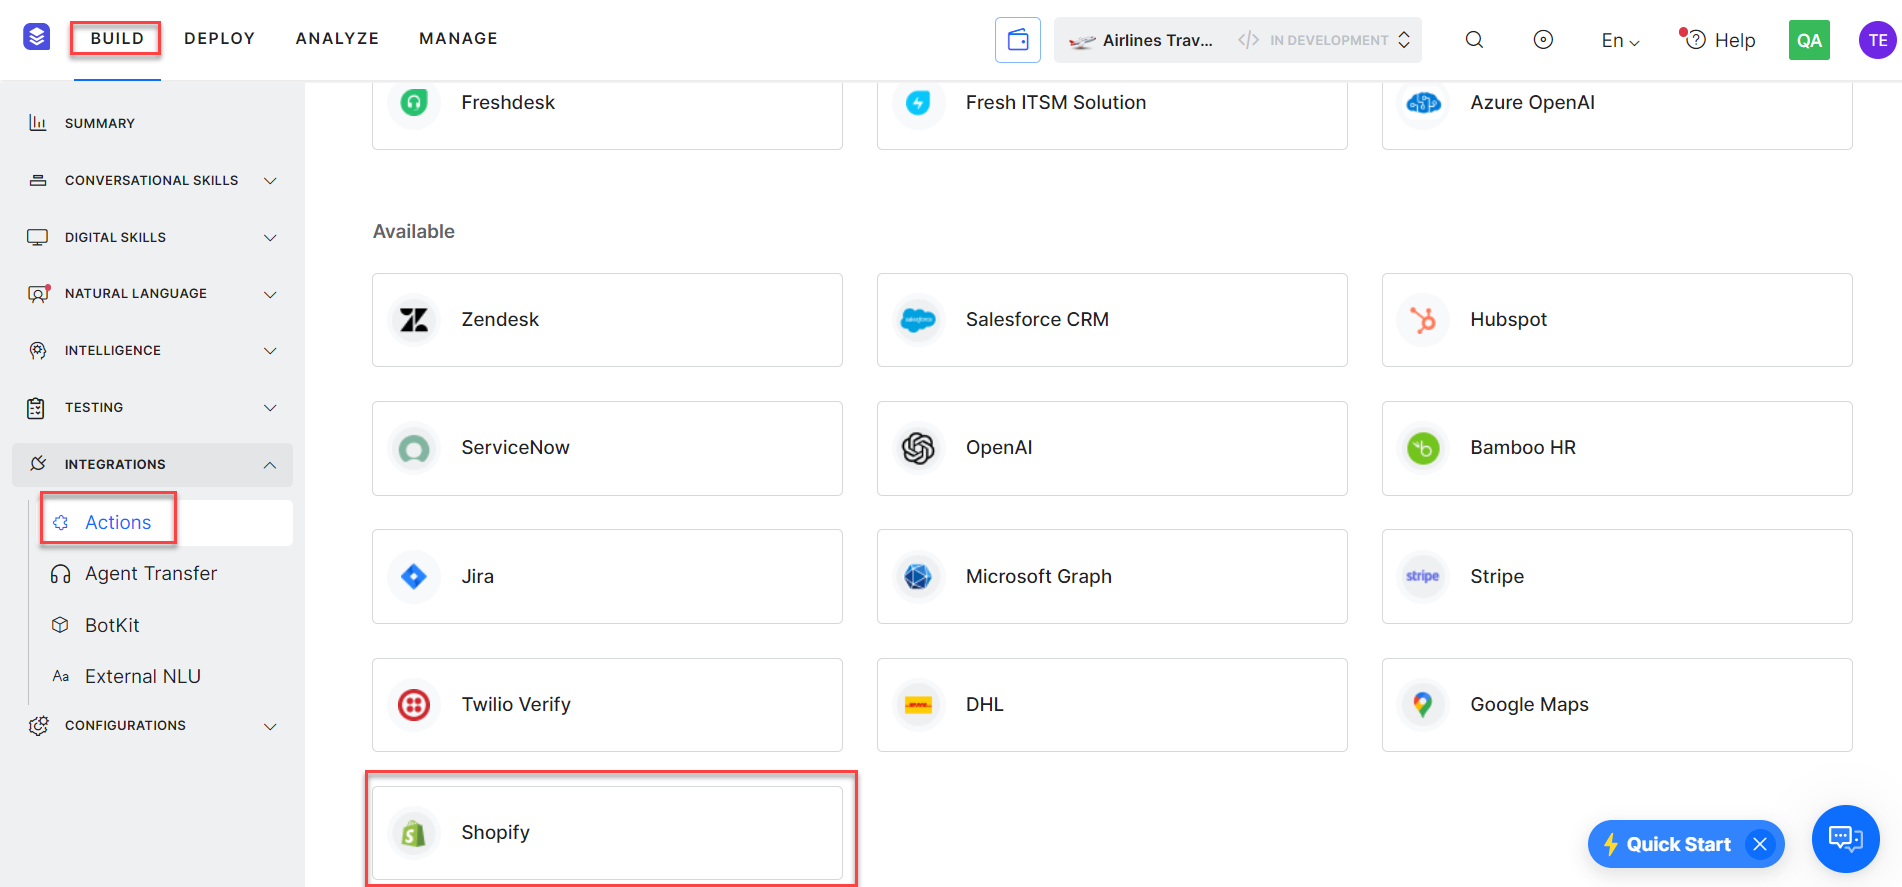 BUILD DEPLOY ANALYZE MANAGE Airlines Trav... </> IN DEVELOPMENT En Help QA TE
SUMMARY
CONVERSATIONAL SKILLS
DIGITAL SKILLS
NATURAL LANGUAGE
INTELLIGENCE
TESTING
INTEGRATIONS
Actions
Agent Transfer
BotKit
Aa External NLU
CONFIGURATIONS
Freshdesk Fresh ITSM Solution Azure OpenAI
Available
Zendesk salesforce Salesforce CRM Hubspot
ServiceNow OpenAI Bamboo HR
Jira Microsoft Graph stripe Stripe
Twilio Verify DHL DHL Google Maps
Shopify
Quick Start